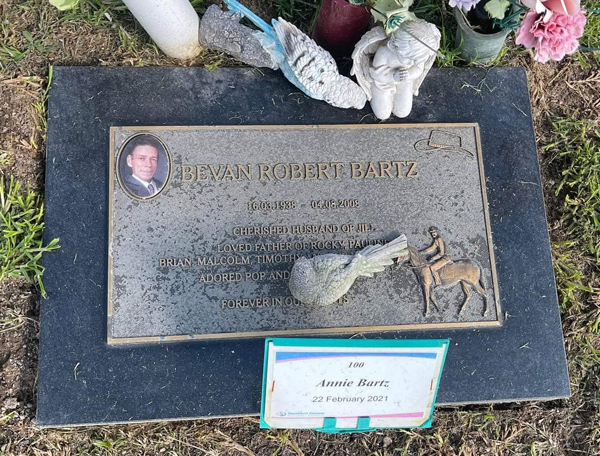 BEVAN ROBERT BARTZ
16.03.1938 - 04.08.2008
CHERISHED HUSBAND OF JILL
LOVED FATHER OF ROCKY, PAULINE
BRIAN, MALCOLM, TIMOTHY
ADORED POP AND
FOREVER IN OUR
100
Annie Bartz
22 February 2021